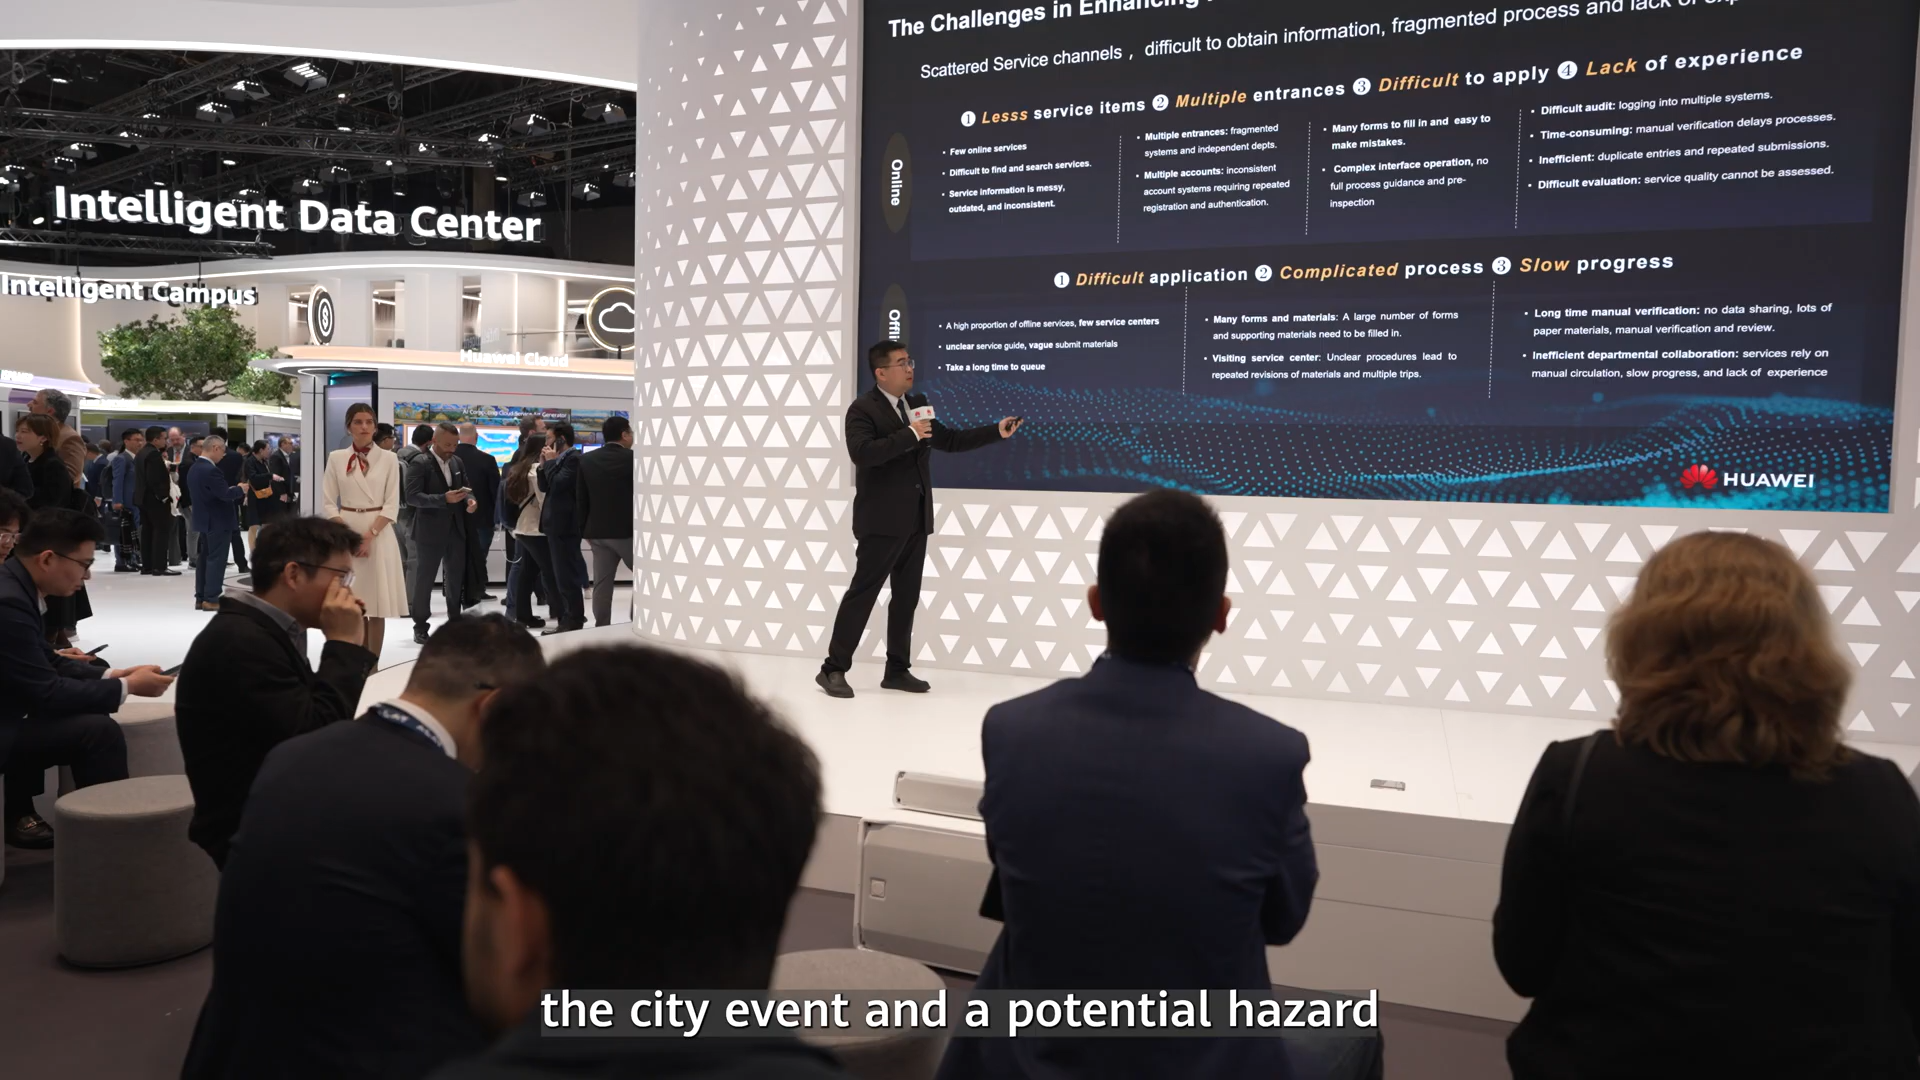 The Challenges in Enhancing
Scattered Service channels , difficult to obtain information, fragmented process and lack of
❶ Lesss service items ❷ Multiple entrances ❸ Difficult to apply ❹ Lack of experience
Online
• Few online services
• Difficult to find and search services.
• Service information is messy,
outdated, and inconsistent.
• Multiple entrances: fragmented
systems and independent depts.
• Multiple accounts: inconsistent
account systems requiring repeated
registration and authentication.
• Many forms to fill in and easy to
make mistakes.
• Complex interface operation, no
full process guidance and pre-
inspection
• Difficult audit: logging into multiple systems.
• Time-consuming: manual verification delays processes.
• Inefficient: duplicate entries and repeated submissions.
• Difficult evaluation: service quality cannot be assessed.
❶ Difficult application ❷ Complicated process ❸ Slow progress
Offli
• A high proportion of offline services, few service centers
• unclear service guide, vague submit materials
• Take a long time to queue
• Many forms and materials: A large number of forms
and supporting materials need to be filled in.
• Visiting service center: Unclear procedures lead to
repeated revisions of materials and multiple trips.
• Long time manual verification: no data sharing, lots of
paper materials, manual verification and review.
• Inefficient departmental collaboration: services rely on
manual circulation, slow progress, and lack of experience
HUAWEI
Intelligent Data Center
Intelligent Campus
Huawei Cloud
the city event and a potential hazard